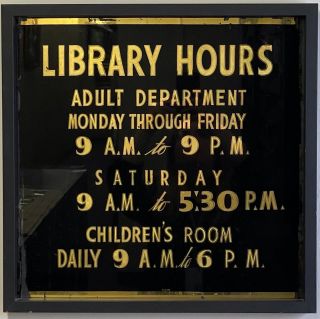 LIBRARY HOURS
ADULT DEPARTMENT
MONDAY THROUGH FRIDAY
9 A.M. to 9 P.M.
SATURDAY
9 A.M. to 5:30 P.M.
CHILDREN'S ROOM
DAILY 9 A.M. to 6 P.M.